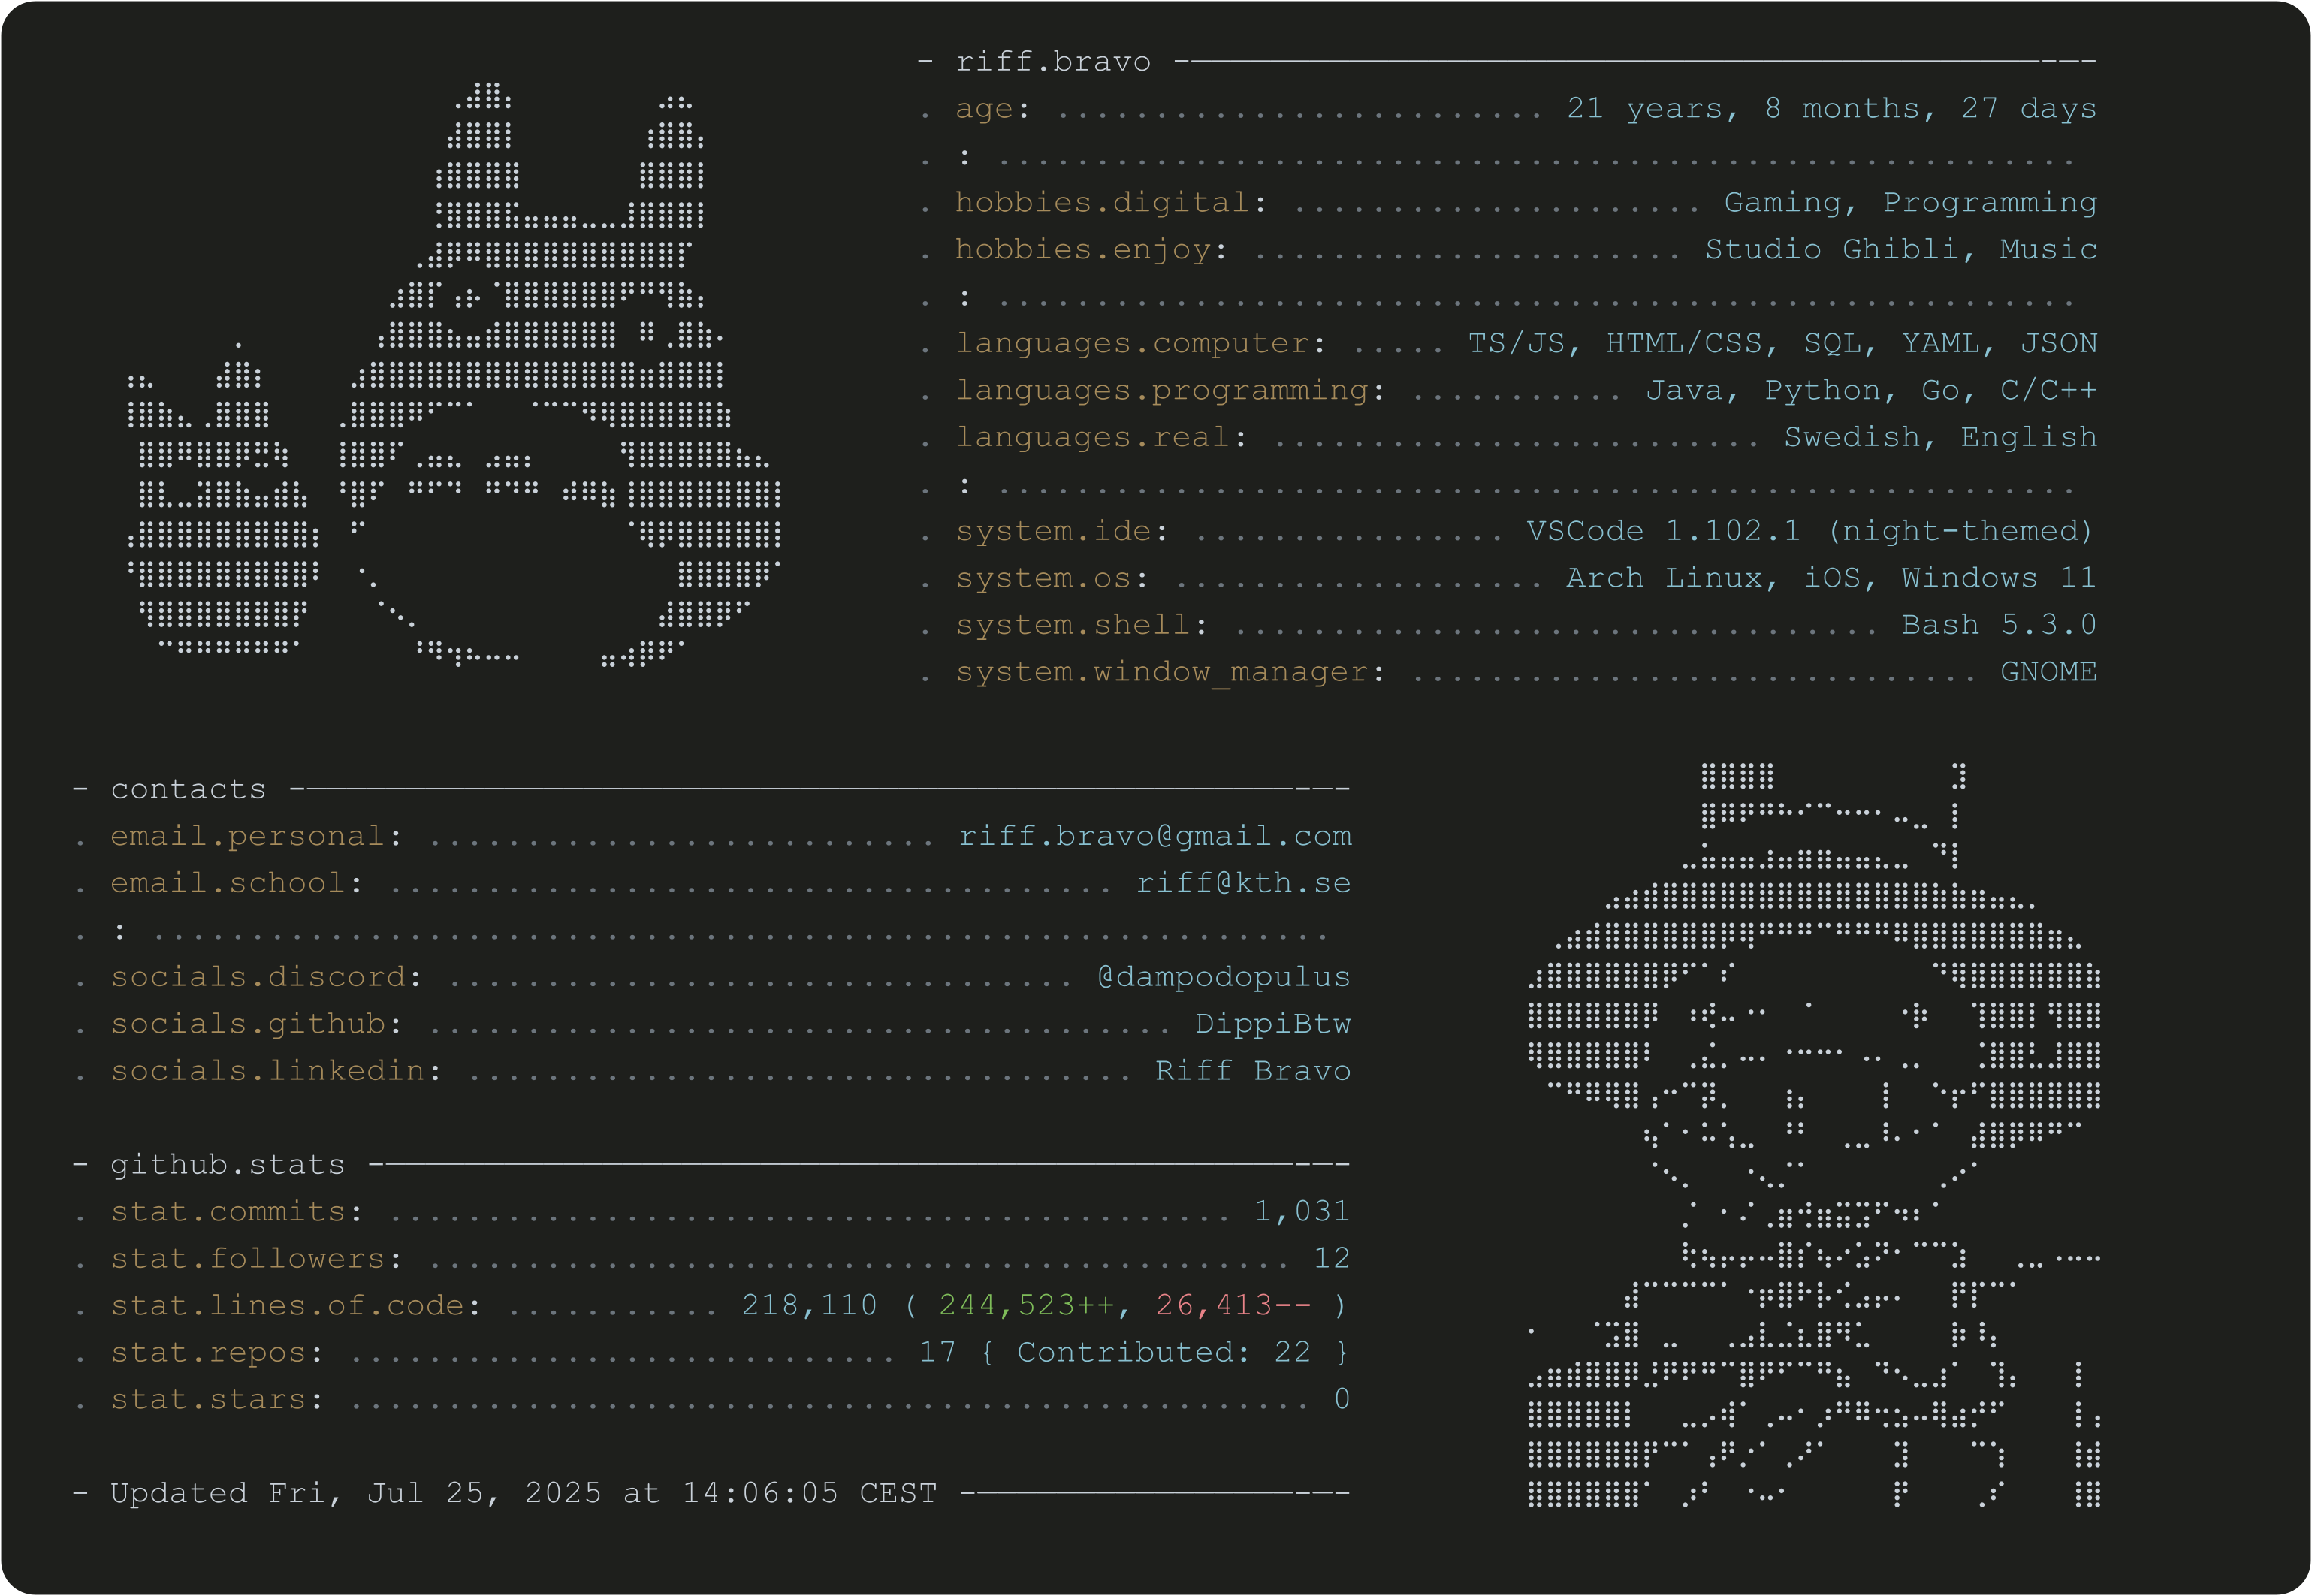 - riff.bravo -
. age: ......................... 21 years, 8 months, 27 days
. : .......................................................
. hobbies.digital: ..................... Gaming, Programming
. hobbies.enjoy: ...................... Studio Ghibli, Music
. : .......................................................
. languages.computer: ..... TS/JS, HTML/CSS, SQL, YAML, JSON
. languages.programming: ........... Java, Python, Go, C/C++
. languages.real: ......................... Swedish, English
. : .......................................................
. system.ide: ................ VSCode 1.102.1 (night-themed)
. system.os: ................... Arch Linux, iOS, Windows 11
. system.shell: ................................. Bash 5.3.0
. system.window_manager: ............................. GNOME
- contacts -
. email.personal: .......................... riff.bravo@gmail.com
. email.school: ..................................... riff@kth.se
. : ............................................................
. socials.discord: ................................ @dampodopulus
. socials.github: ...................................... DippiBtw
. socials.linkedin: .................................. Riff Bravo
- github.stats -
. stat.commits: ........................................... 1,031
. stat.followers: ............................................ 12
. stat.lines.of.code: ........... 218,110 ( 244,523++, 26,413-- )
. stat.repos: ............................ 17 { Contributed: 22 }
. stat.stars: ................................................. 0
- Updated Fri, Jul 25, 2025 at 14:06:05 CEST -